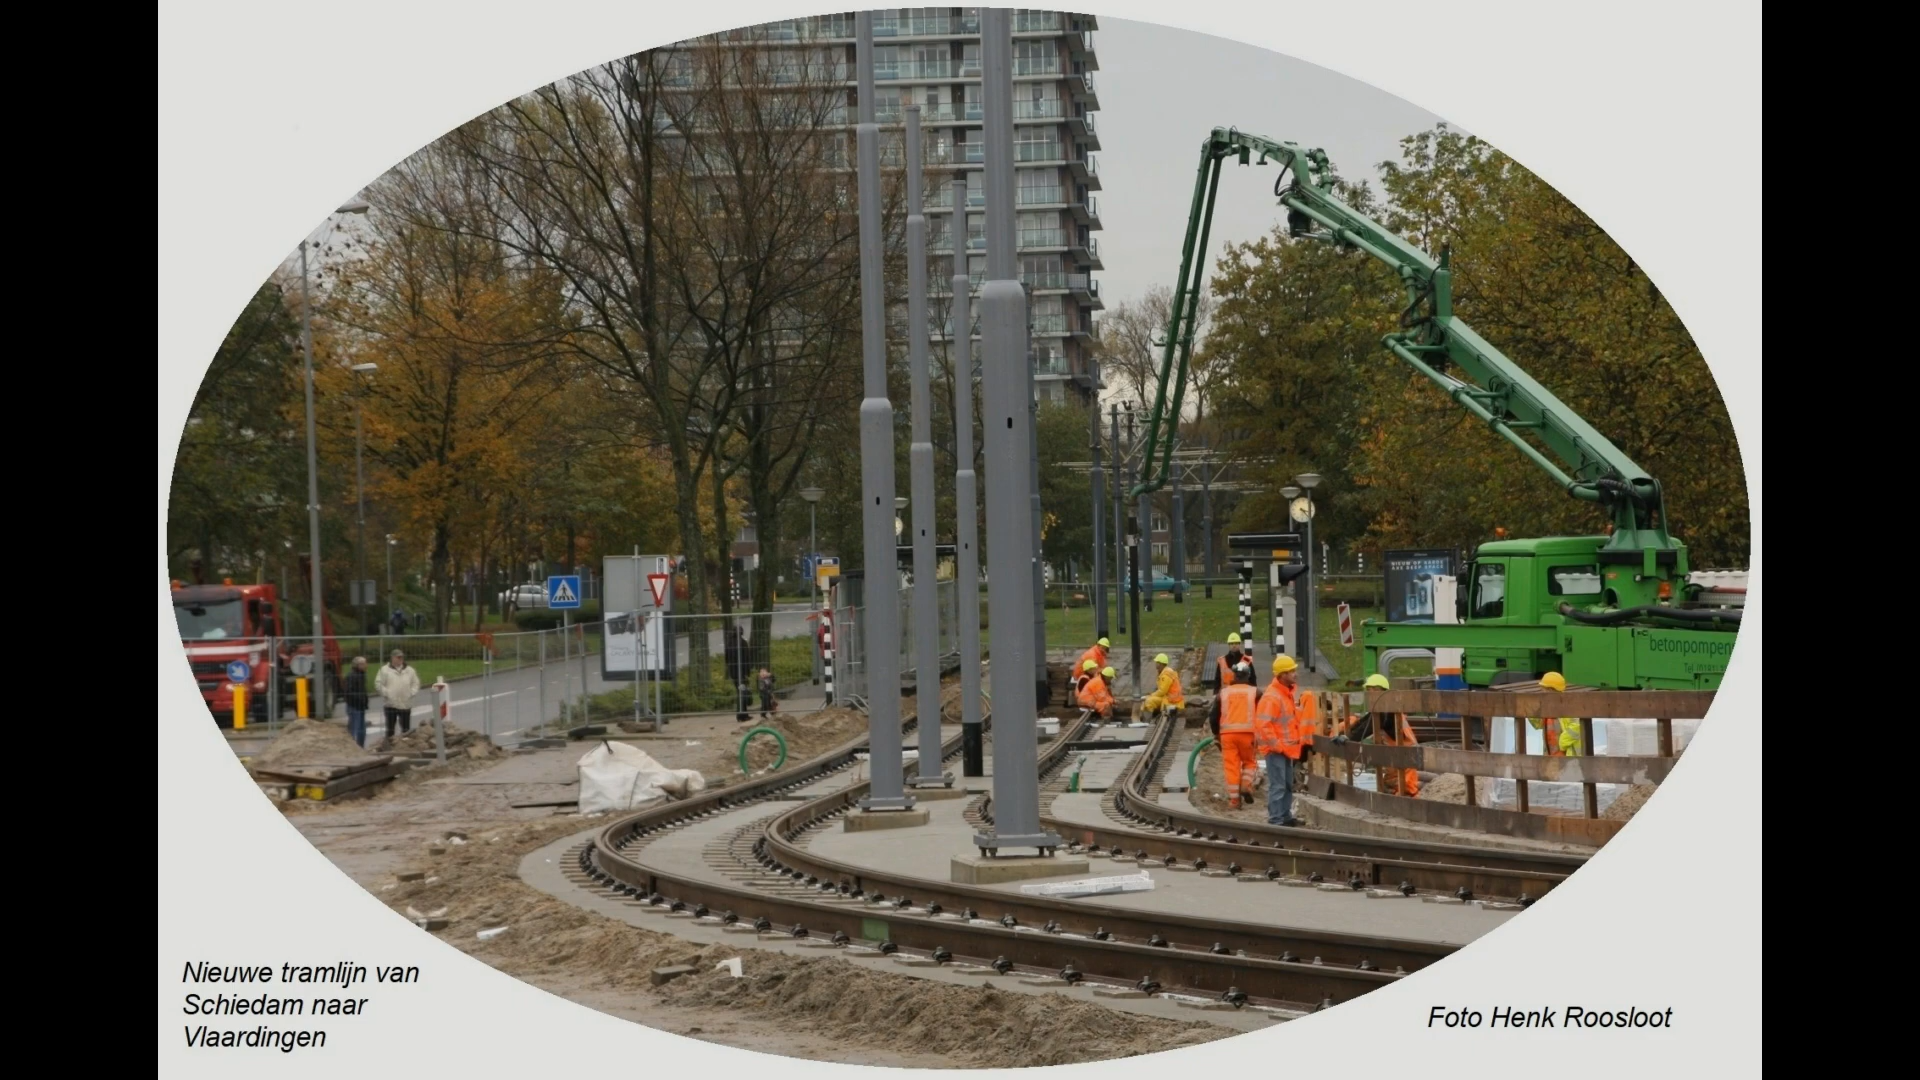 Nieuwe tramlijn van
Schiedam naar
Vlaardingen
Foto Henk Roosloot
betonpompen